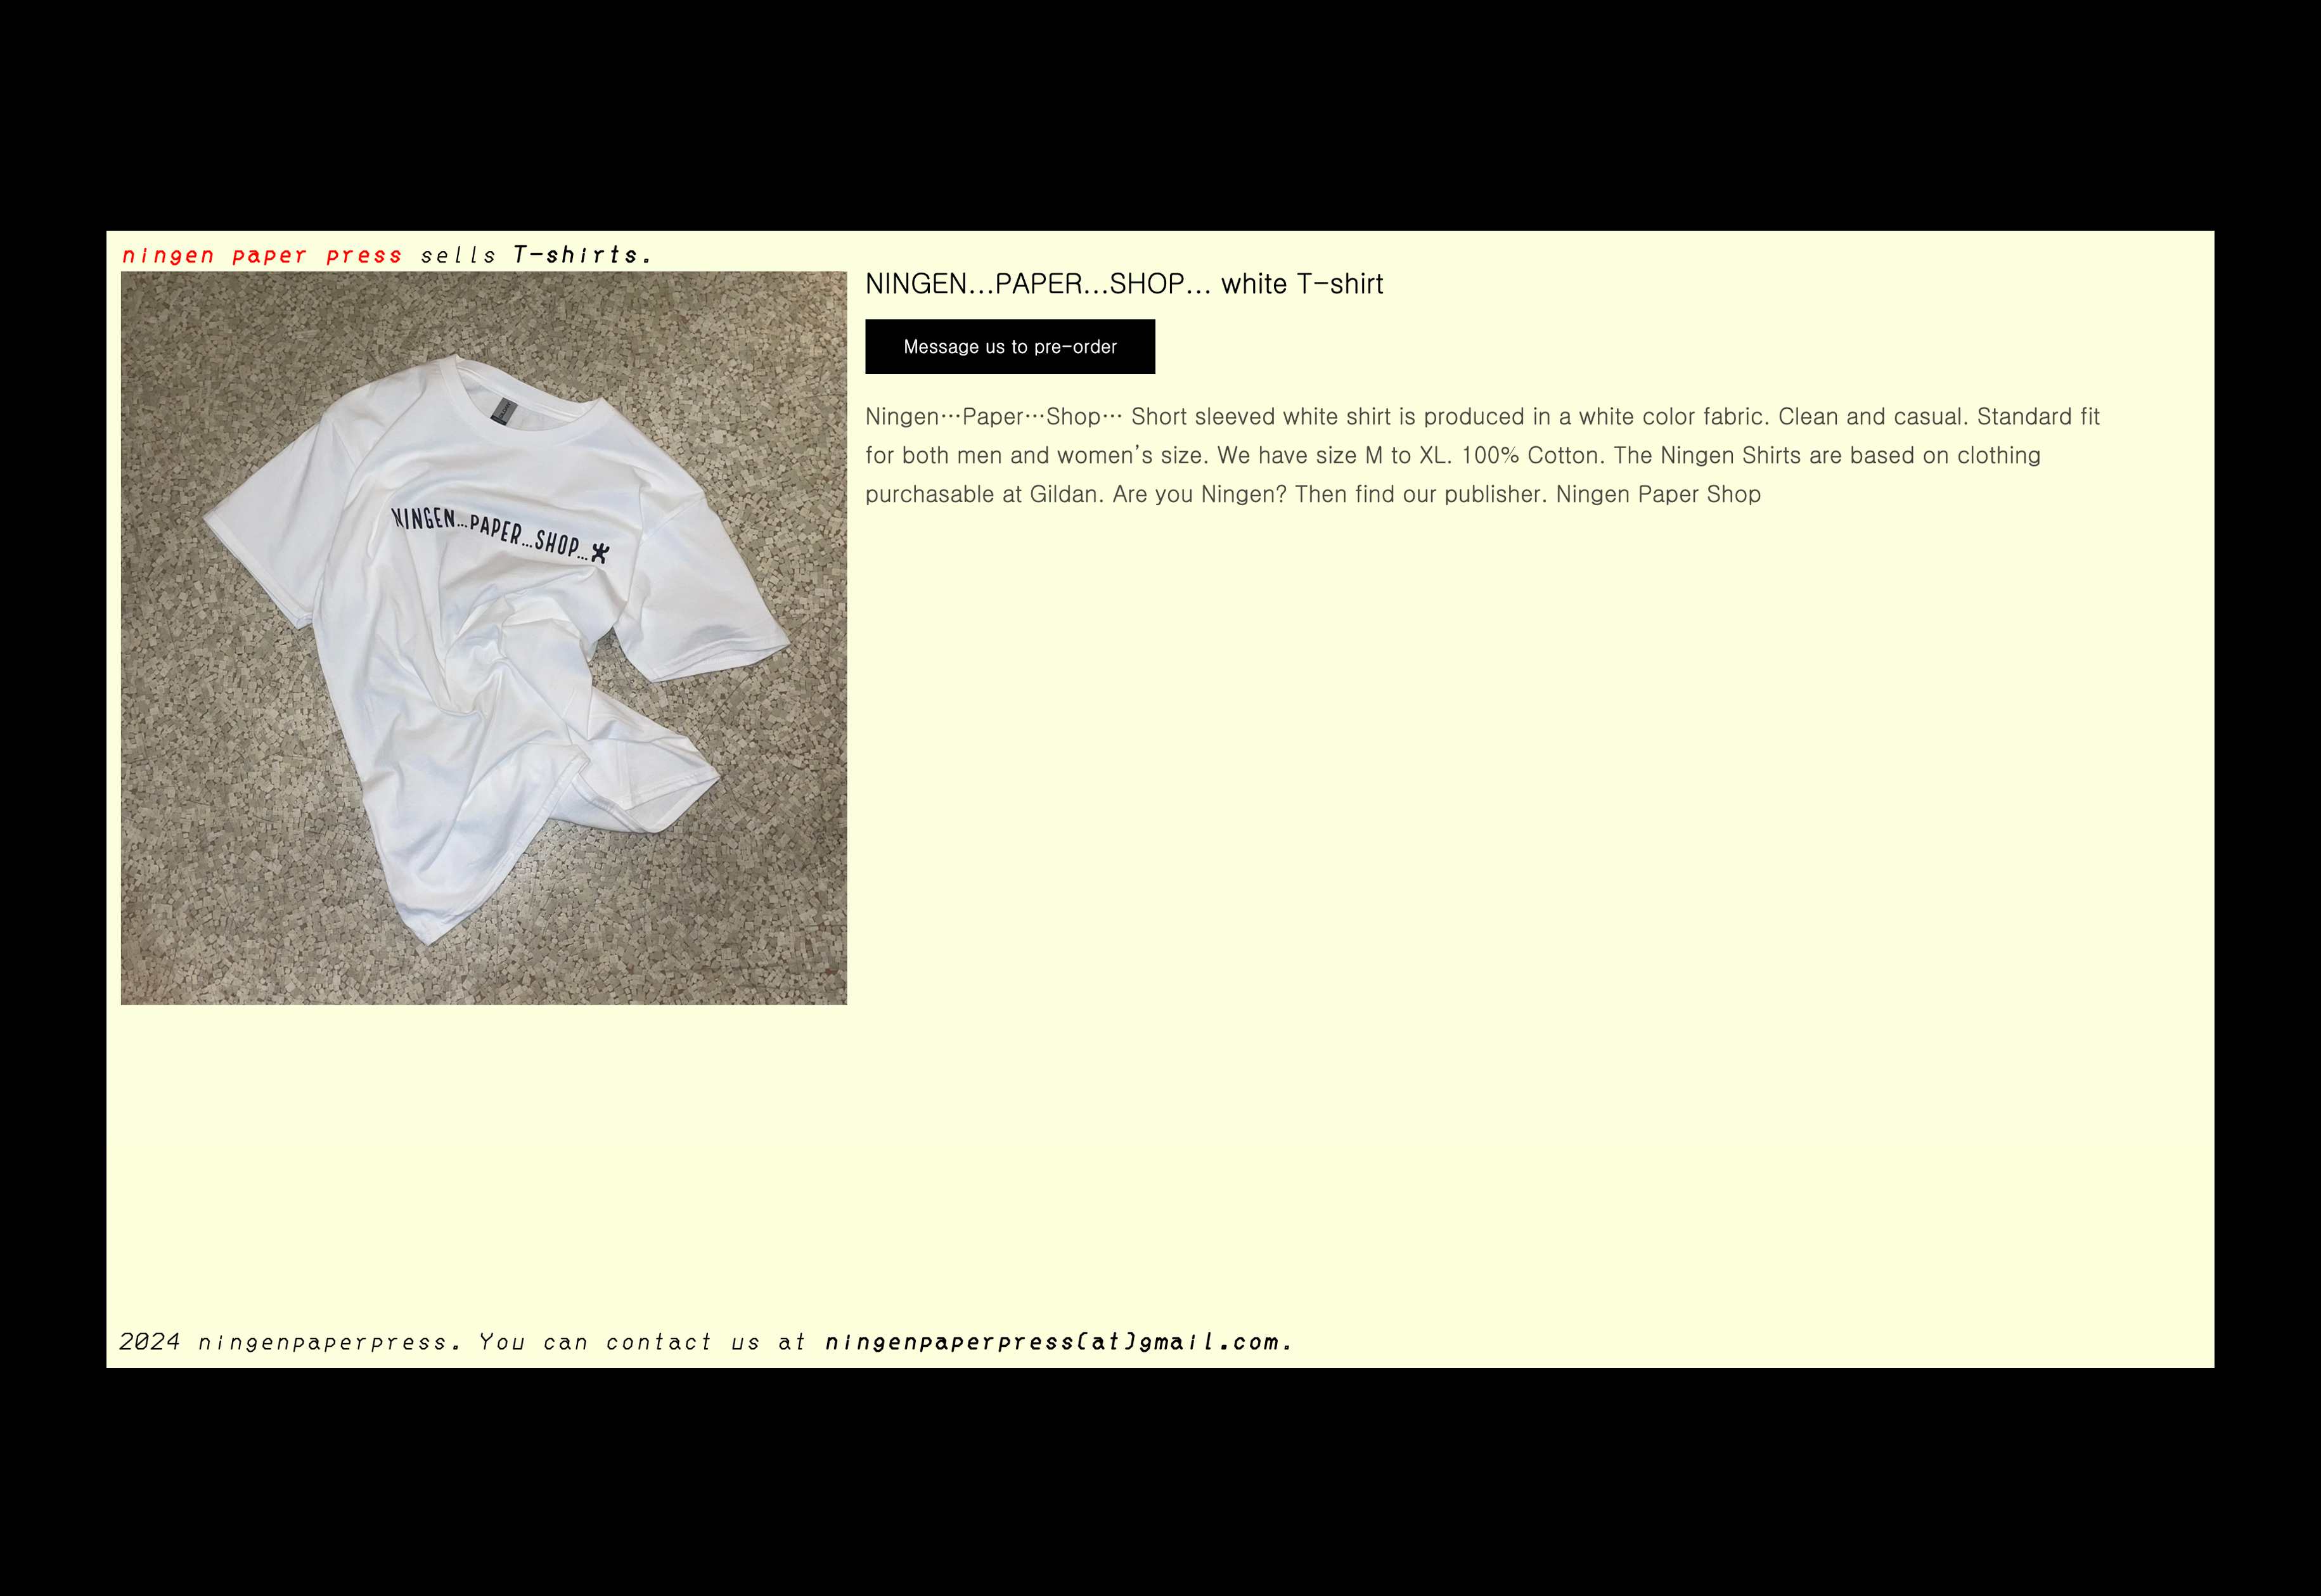 ningen paper press sells T-shirts.
NINGEN...PAPER...SHOP... white T-shirt
Message us to pre-order
Ningen···Paper···Shop··· Short sleeved white shirt is produced in a white color fabric. Clean and casual. Standard fit
for both men and women's size. We have size M to XL. 100% Cotton. The Ningen Shirts are based on clothing
purchasable at Gildan. Are you Ningen? Then find our publisher. Ningen Paper Shop
NINGEN...PAPER...SHOP...
2024 ningenpaperpress. You can contact us at ningenpaperpress(at)gmail.com.